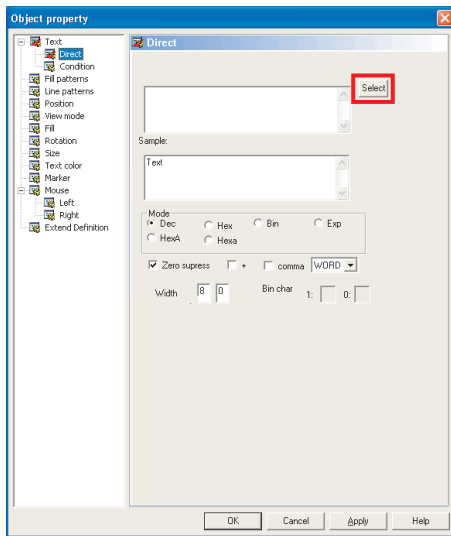 Object property
Text
Direct
Condition
Fill patterns
Line patterns
Position
View mode
Fill
Rotation
Size
Text color
Marker
Mouse
Left
Right
Extend Definition
Direct
Select
Sample:
Text
Mode
Dec Hex Bin Exp
HexA Hexa
Zero supress + comma WORD
Width 8 0 Bin char 1: 0:
OK Cancel Apply Help